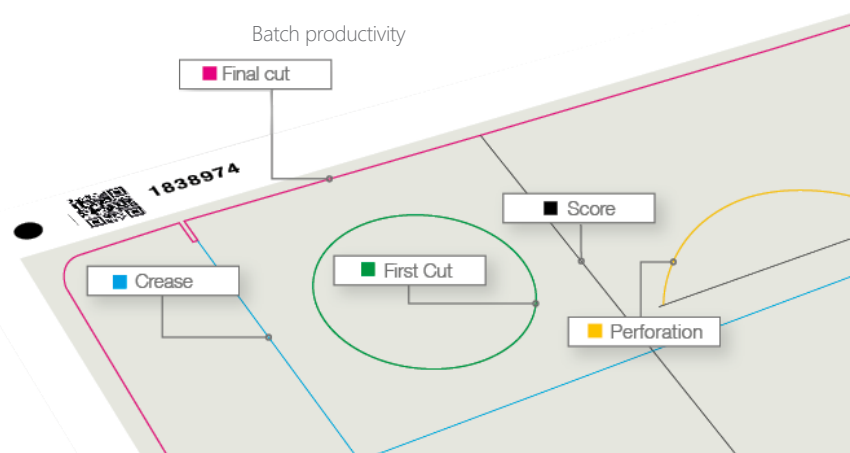 Batch productivity
Final cut
1838974
Score
Crease
First Cut
Perforation